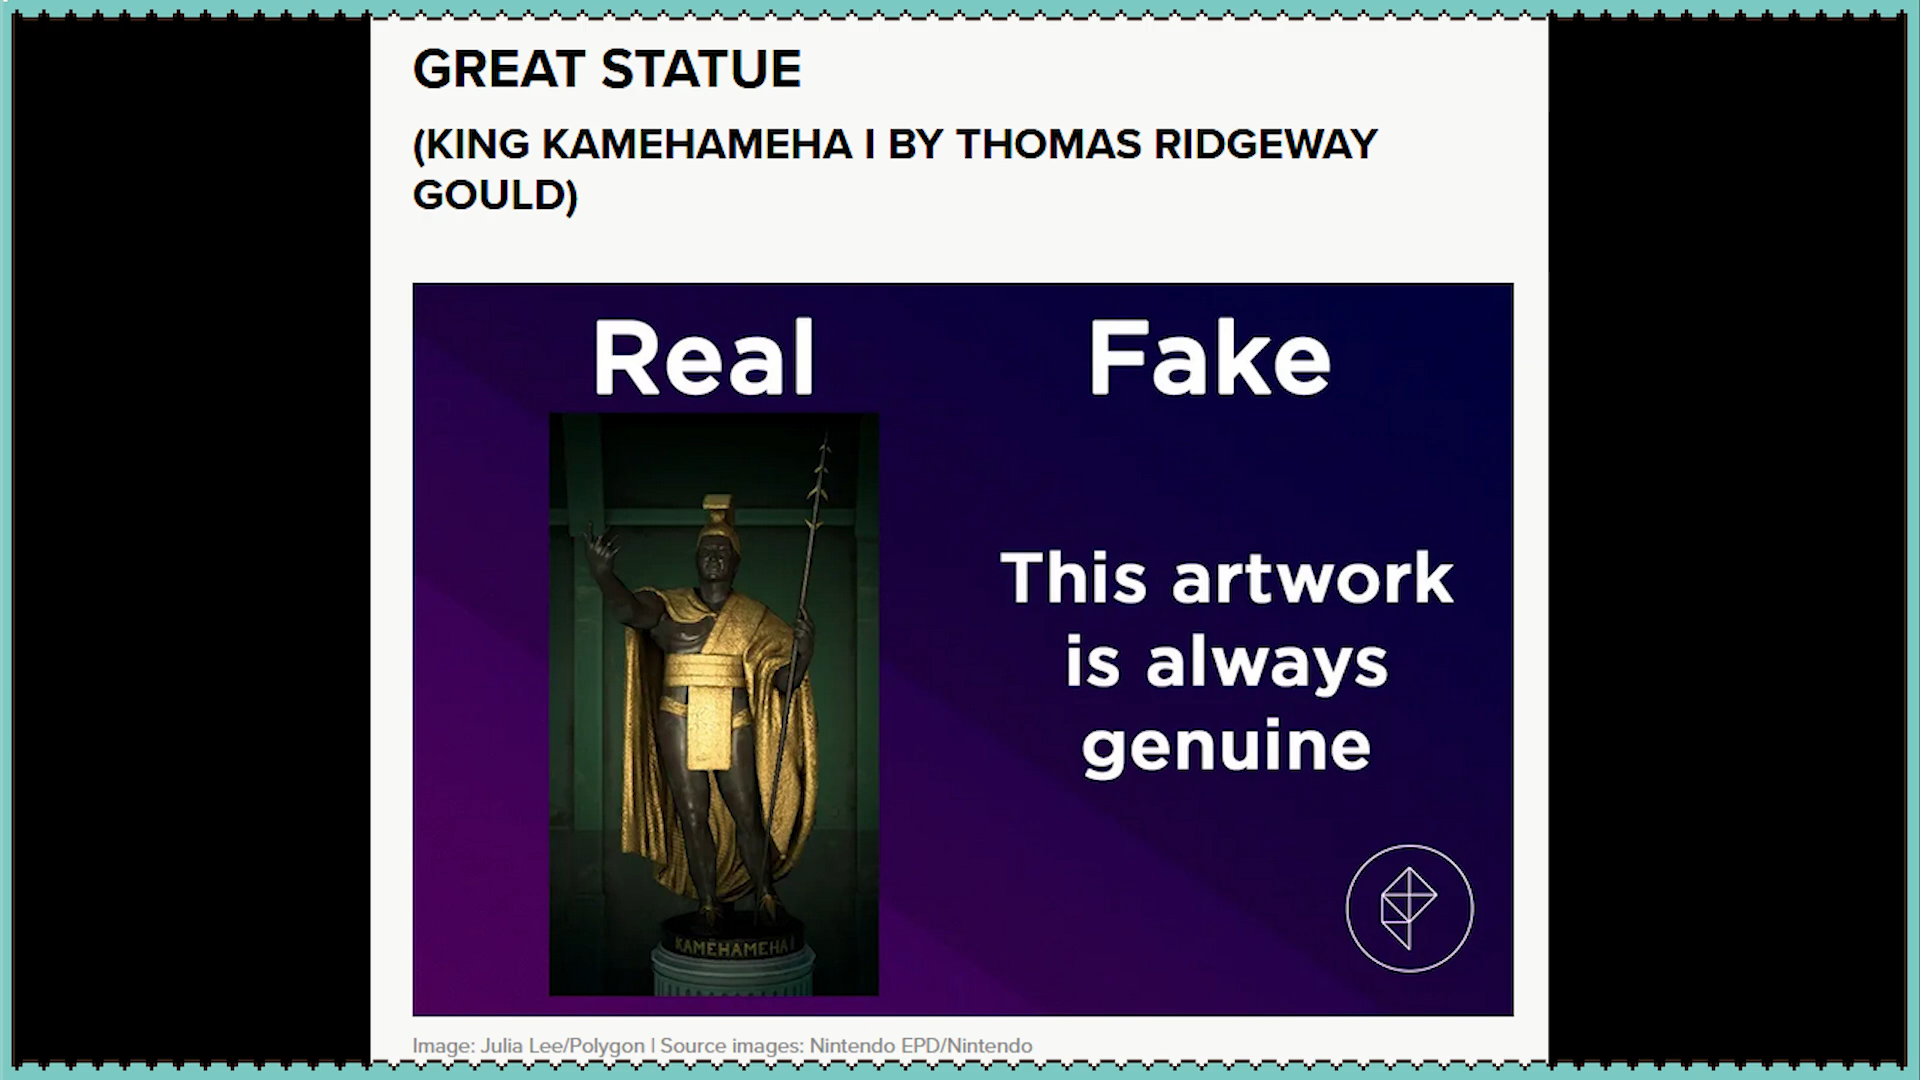 GREAT STATUE
(KING KAMEHAMEHA I BY THOMAS RIDGEWAY
GOULD)
Real
Fake
This artwork
is always
genuine
KAMEHAMEHA I
Image: Julia Lee/Polygon | Source images: Nintendo EPD/Nintendo